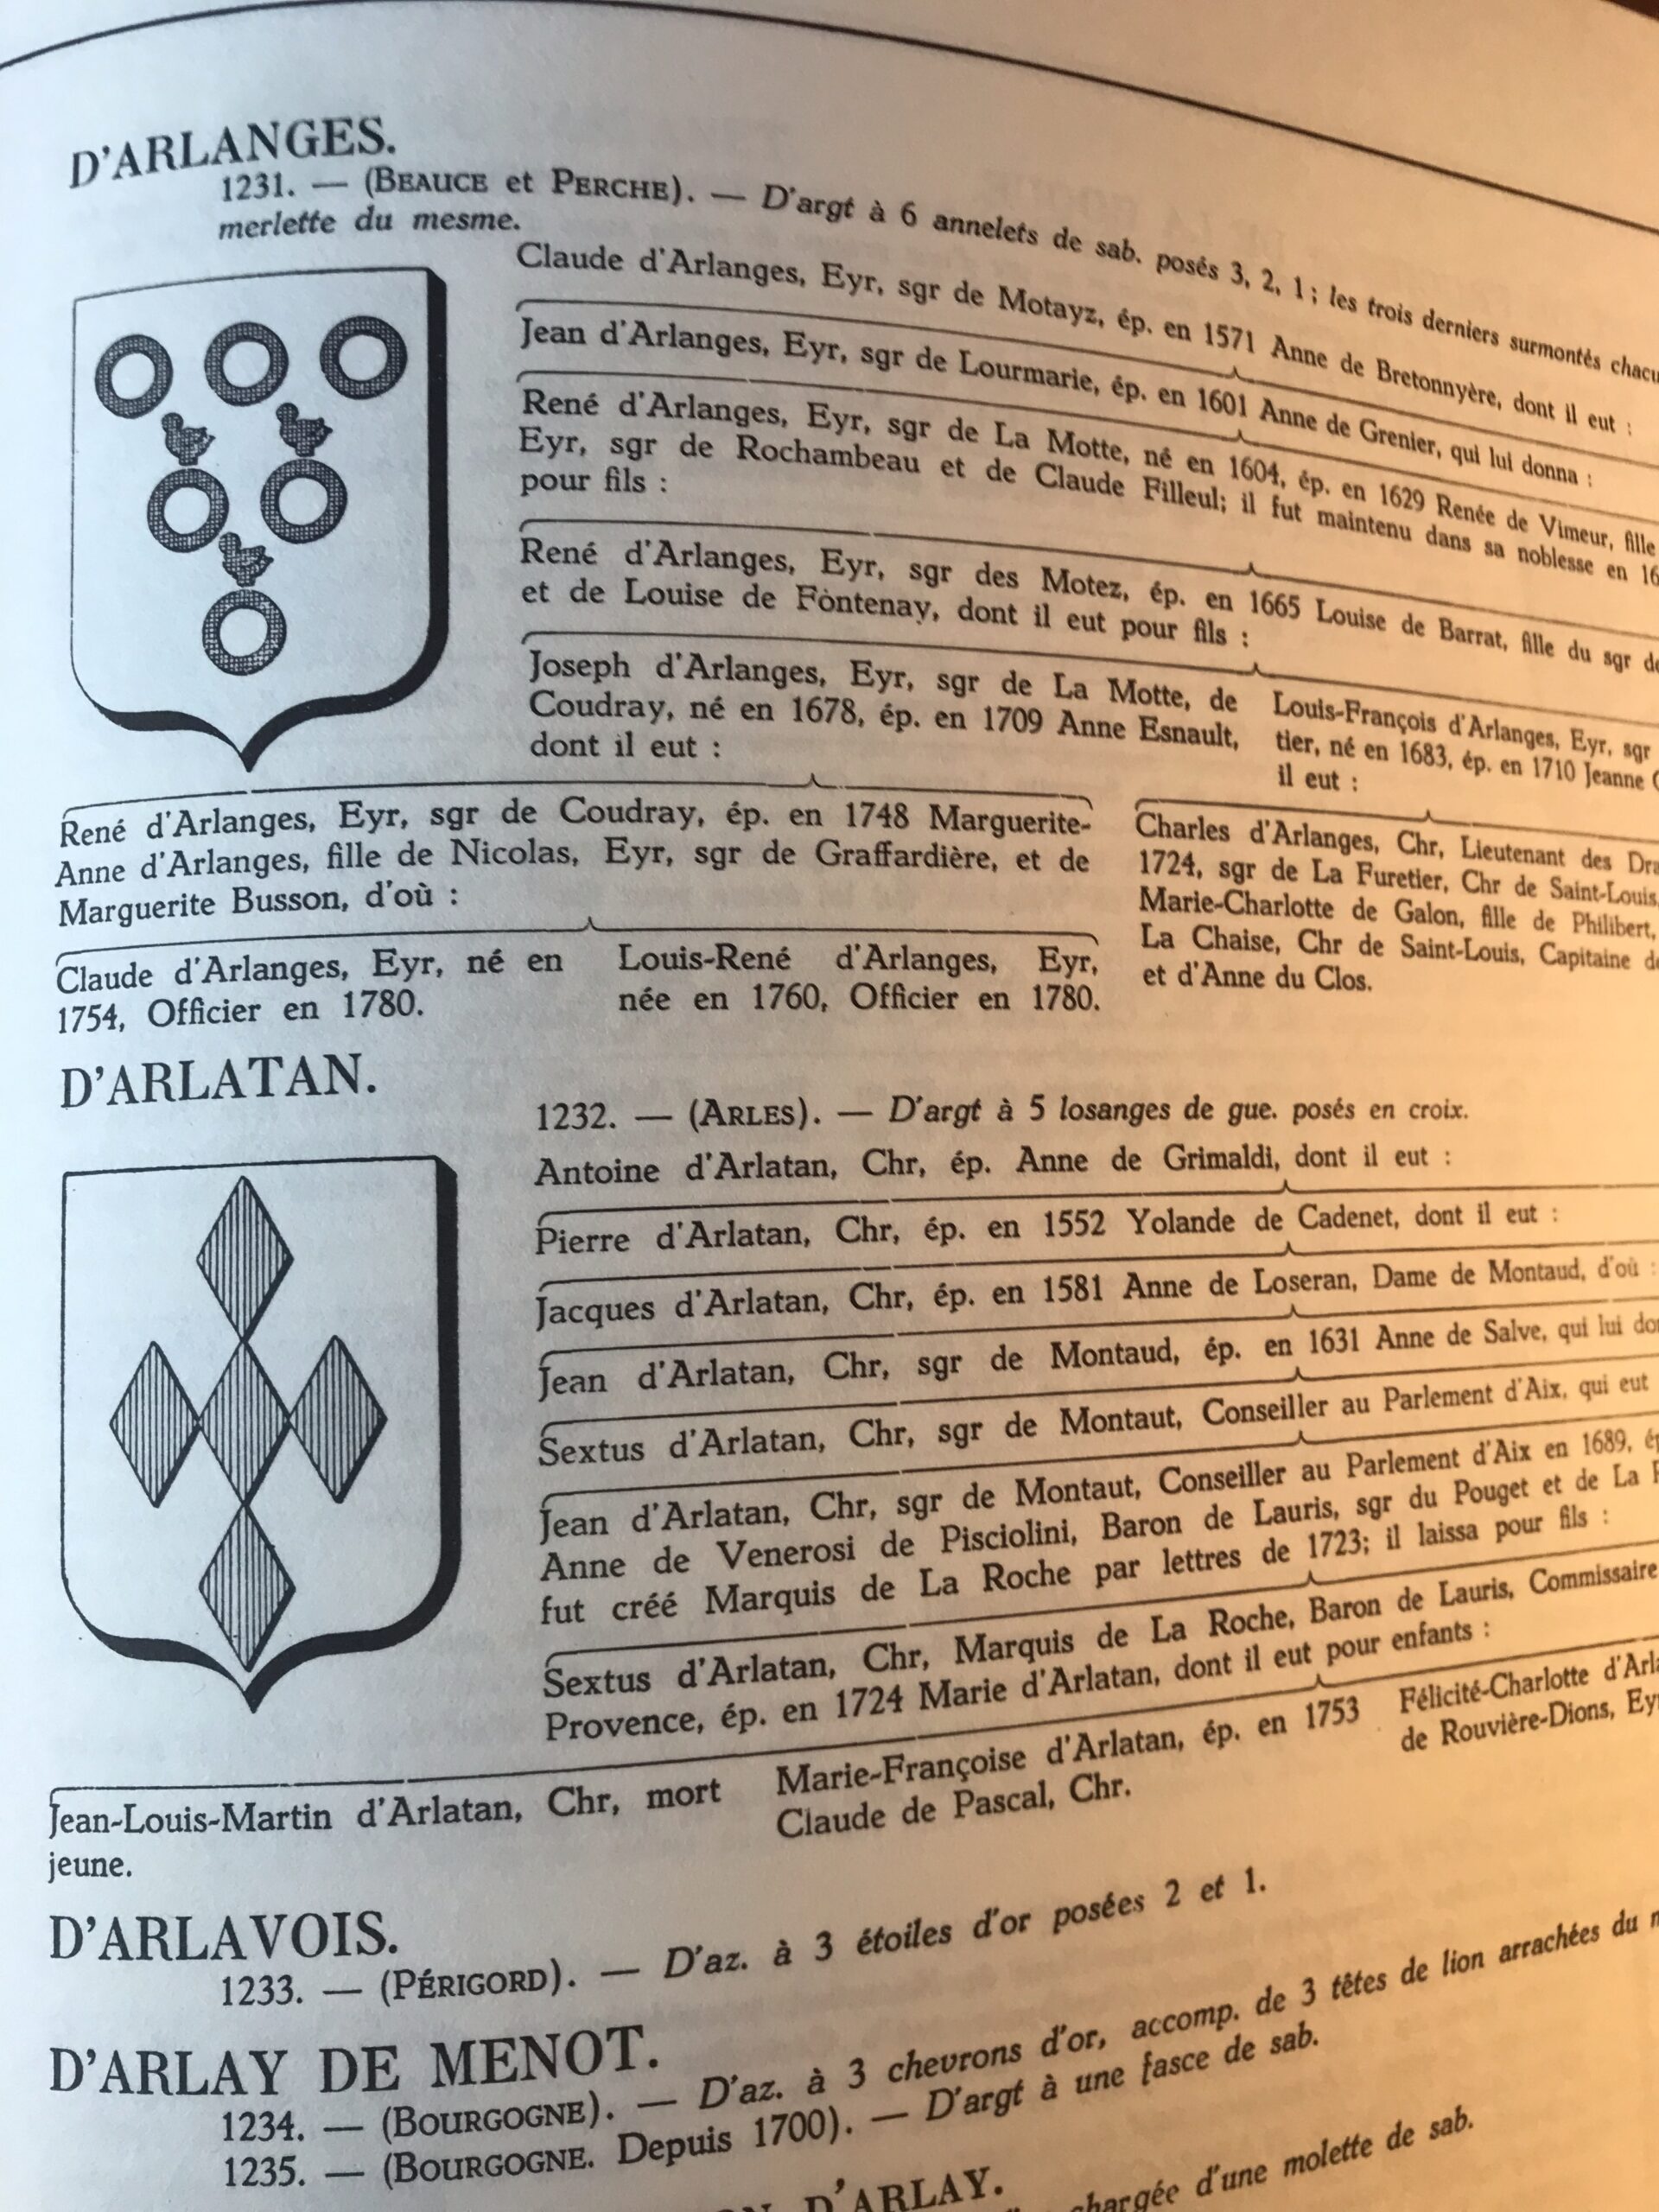 D'ARLANGES.
1231. — (BEAUCE et PERCHE). — D'argt à 6 annelets de sab. posés 3, 2, 1; les trois derniers surmontés
merlette du mesme.
Claude d'Arlanges, Eyr, sgr de Motayz, ép. en 1571 Anne de Bretonnyère, dont il eut :
Jean d'Arlanges, Eyr, sgr de Lourmarie, ép. en 1601 Anne de Grenier, qui lui donna :
René d'Arlanges, Eyr, sgr de La Motte, né en 1604, ép. en 1629 Renée de Vimeur, fille
Eyr, sgr de Rochambeau et de Claude Filleul; il fut maintenu dans sa noblesse en
pour fils :
René d'Arlanges, Eyr, sgr des Motez, ép. en 1665 Louise de Barrat, fille du sgr
et de Louise de Fontenay, dont il eut pour fils :
Joseph d'Arlanges, Eyr, sgr de La Motte, de
Coudray, né en 1678, ép. en 1709 Anne Esnault,
dont il eut :
Louis-François d'Arlanges, Eyr, sgr
tier, né en 1683, ép. en 1710 Jeanne
il eut :
René d'Arlanges, Eyr, sgr de Coudray, ép. en 1748 Marguerite-
Anne d'Arlanges, fille de Nicolas, Eyr, sgr de Graffardière, et de
Marguerite Busson, d'où :
Charles d'Arlanges, Chr, Lieutenant des
1724, sgr de La Furetier, Chr de Saint-Louis,
Marie-Charlotte de Galon, fille de Philibert,
La Chaise, Chr de Saint-Louis, Capitaine
et d'Anne du Clos.
Claude d'Arlanges, Eyr, né en
1754, Officier en 1780.
Louis-René d'Arlanges, Eyr,
née en 1760, Officier en 1780.
D'ARLATAN.
1232. — (ARLES). — D'argt à 5 losanges de gue. posés en croix.
Antoine d'Arlatan, Chr, ép. Anne de Grimaldi, dont il eut :
Pierre d'Arlatan, Chr, ép. en 1552 Yolande de Cadenet, dont il eut :
Jacques d'Arlatan, Chr, ép. en 1581 Anne de Loseran, Dame de Montaud, d'où :
Jean d'Arlatan, Chr, sgr de Montaud, ép. en 1631 Anne de Salve, qui lui
Sextus d'Arlatan, Chr, sgr de Montaut, Conseiller au Parlement d'Aix, qui eut
Jean d'Arlatan, Chr, sgr de Montaut, Conseiller au Parlement d'Aix en 1689,
Anne de Venerosi de Pisciolini, Baron de Lauris, sgr du Pouget et de La
fut créé Marquis de La Roche par lettres de 1723; il laissa pour fils :
Sextus d'Arlatan, Chr, Marquis de La Roche, Baron de Lauris, Commissaire
Provence, ép. en 1724 Marie d'Arlatan, dont il eut pour enfants :
Jean-Louis-Martin d'Arlatan, Chr, mort
jeune.
Marie-Françoise d'Arlatan, ép. en 1753
Claude de Pascal, Chr.
Félicité-Charlotte
de Rouvière-Dions,
D'ARLAVOIS.
1233. — (PÉRIGORD). — D'az. à 3 étoiles d'or posées 2 et 1.
D'ARLAY DE MENOT.
1234. — (BOURGOGNE). — D'az. à 3 chevrons d'or, accomp. de 3 têtes de lion arrachées du
1235. — (BOURGOGNE. Depuis 1700). — D'argt à une fasce de sab.
D'ARLAY.
chargée d'une molette de sab.